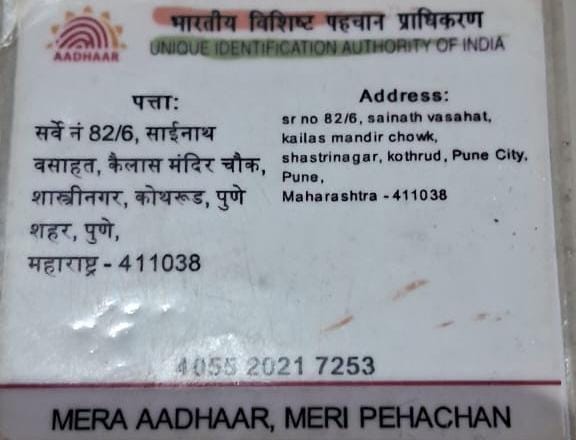 भारतीय विशिष्ट पहचान प्राधिकरण
UNIQUE IDENTIFICATION AUTHORITY OF INDIA
AADHAAR
पत्ता:
सर्वे नं 82/6, साईनाथ
वसाहत, कैलास मंदिर चौक,
शास्त्रीनगर, कोथरूड, पुणे
शहर, पुणे,
महाराष्ट्र - 411038
Address:
sr no 82/6, sainath vasahat,
kailas mandir chowk,
shastrinagar, kothrud, Pune City,
Pune,
Maharashtra - 411038
4055 2021 7253
MERA AADHAAR, MERI PEHACHAN